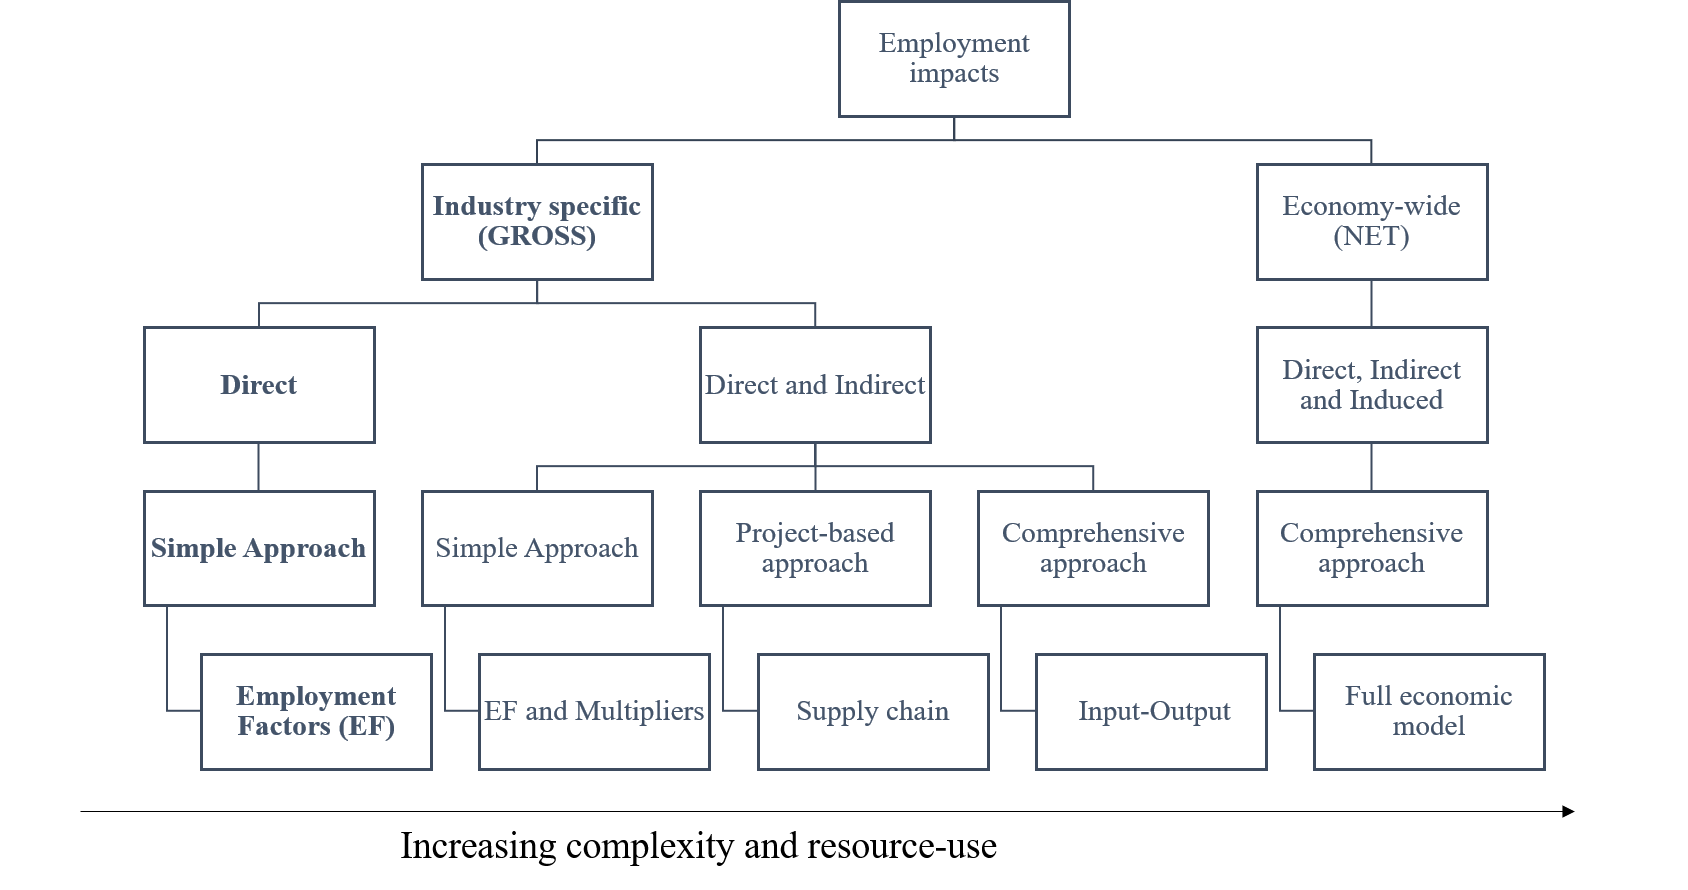 Employment
impacts
Industry specific
(GROSS)
Economy-wide
(NET)
Direct
Direct and Indirect
Direct, Indirect
and Induced
Simple Approach
Simple Approach
Project-based
approach
Comprehensive
approach
Comprehensive
approach
Employment
Factors (EF)
EF and Multipliers
Supply chain
Input-Output
Full economic
model
Increasing complexity and resource-use